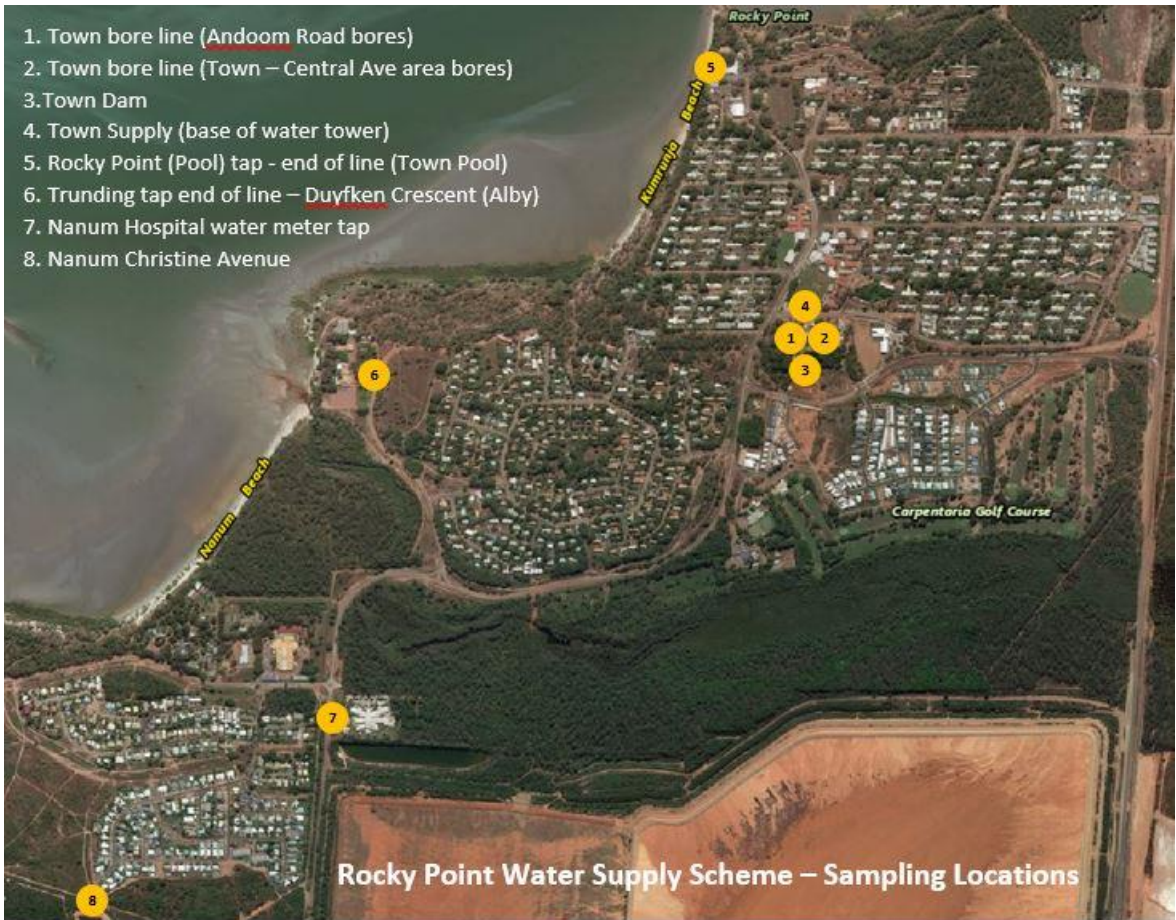 1. Town bore line (Andoom Road bores)
2. Town bore line (Town – Central Ave area bores)
3.Town Dam
4. Town Supply (base of water tower)
5. Rocky Point (Pool) tap - end of line (Town Pool)
6. Trunding tap end of line – Duyfken Crescent (Alby)
7. Nanum Hospital water meter tap
8. Nanum Christine Avenue
Rocky Point
5
Kumrunja Beach
4
1 2
3
6
Nanum Beach
Carpentaria Golf Course
7
8
Rocky Point Water Supply Scheme – Sampling Locations